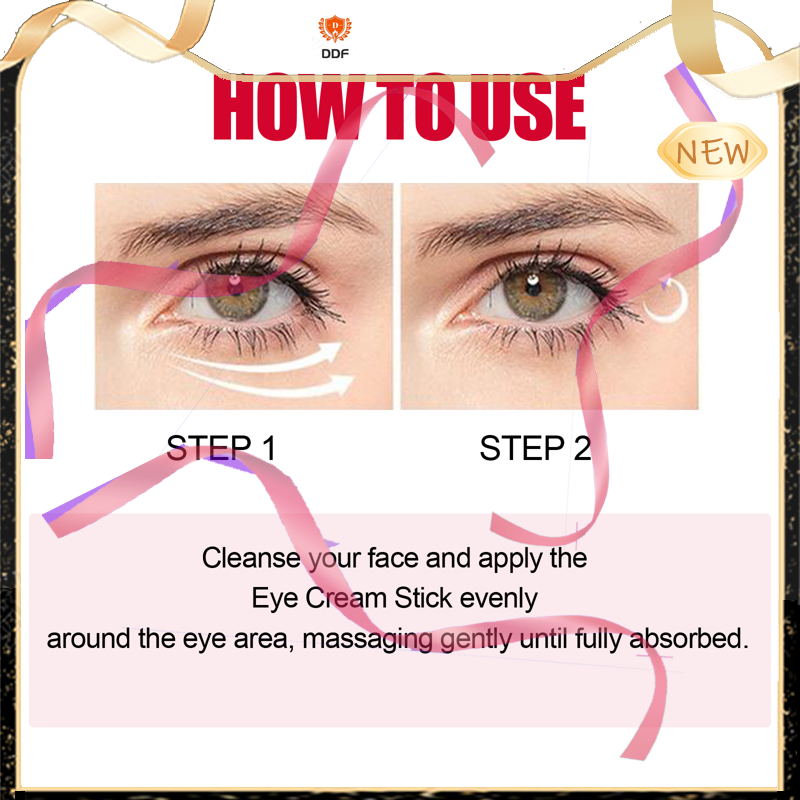 DDF
HOW TO USE
NEW
STEP 1
STEP 2
Cleanse your face and apply the
Eye Cream Stick evenly
around the eye area, massaging gently until fully absorbed.